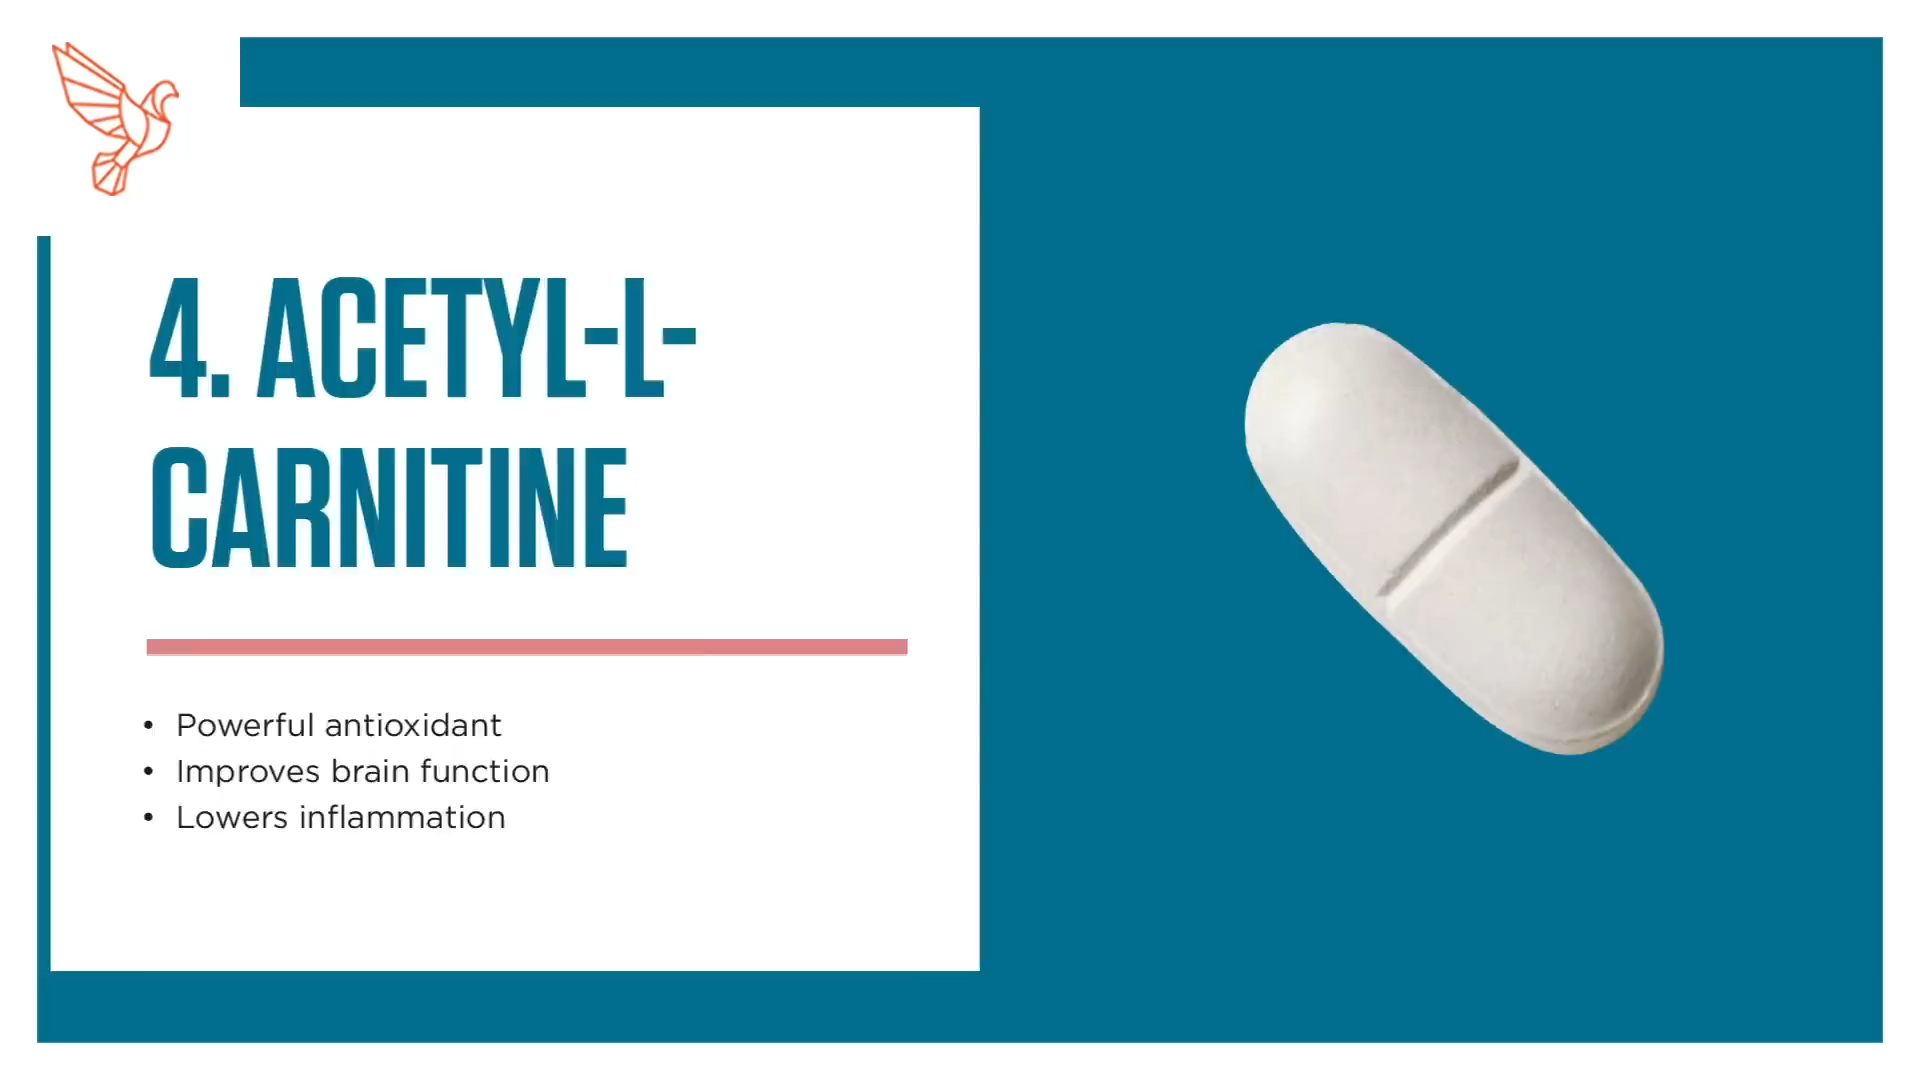 4. ACETYL-L-
CARNITINE
• Powerful antioxidant
• Improves brain function
• Lowers inflammation